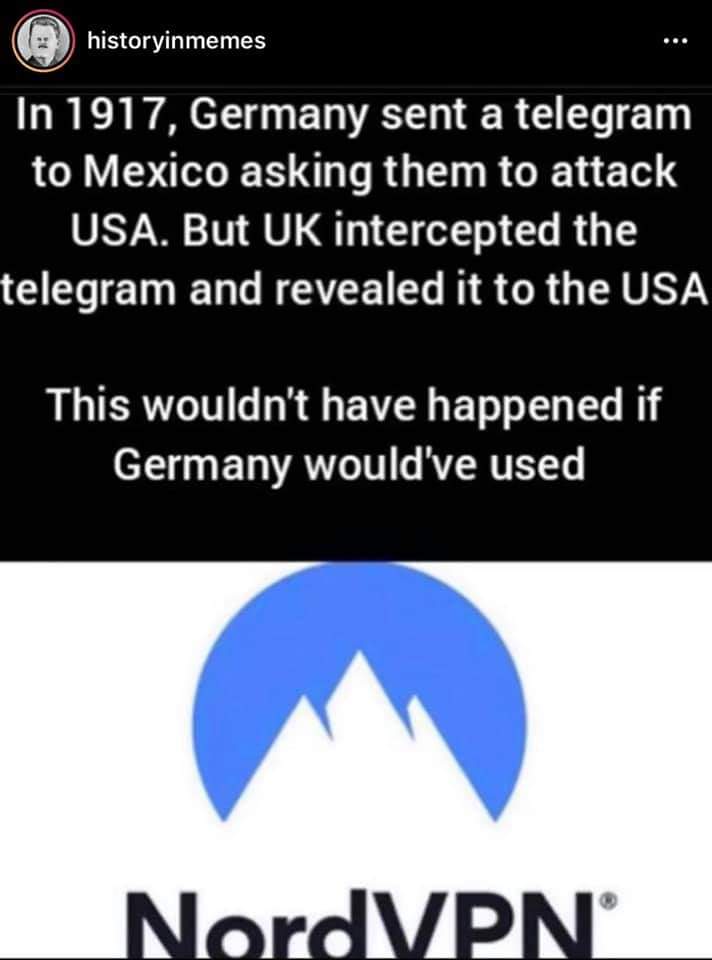 historyinmemes
In 1917, Germany sent a telegram
to Mexico asking them to attack
USA. But UK intercepted the
telegram and revealed it to the USA
This wouldn't have happened if
Germany would've used
NordVPN®